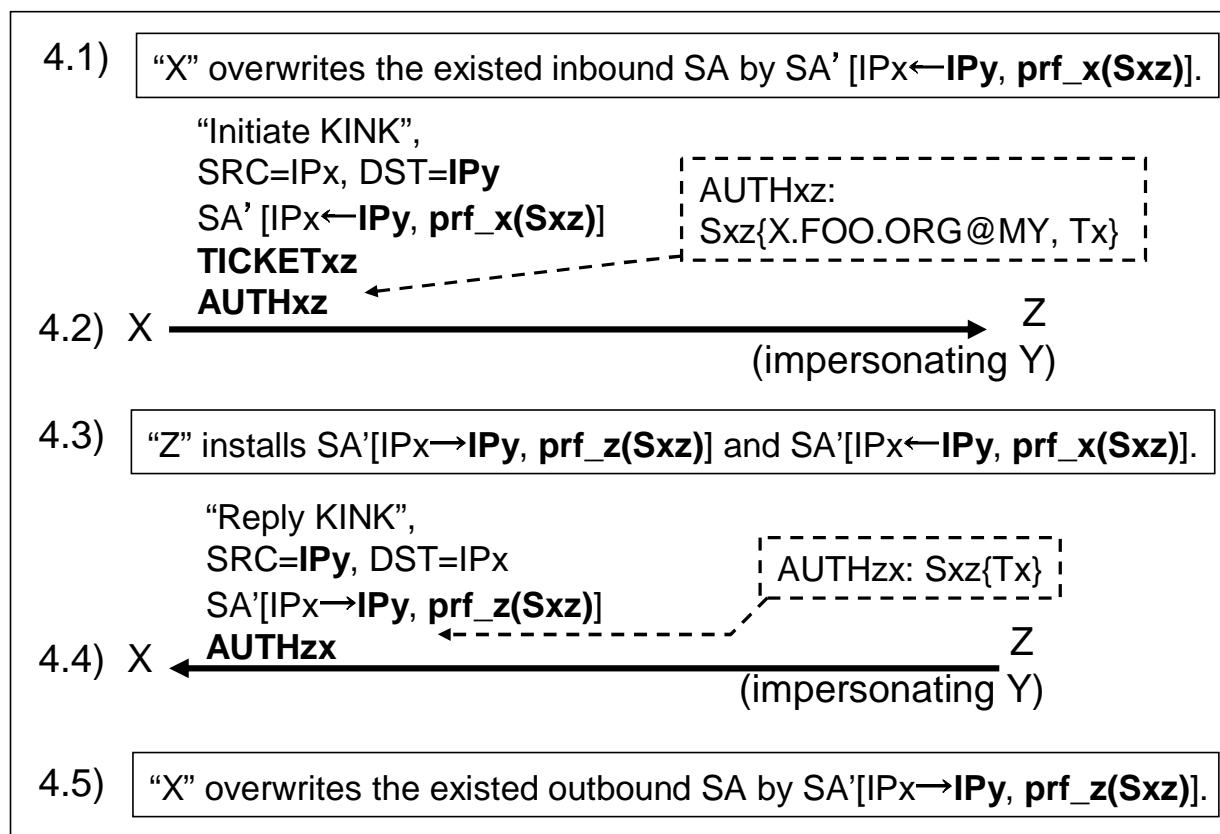 4.1) “X” overwrites the existed inbound SA by SA’ [IPx←IPy, prf_x(Sxz)].
“Initiate KINK”,
SRC=IPx, DST=IPy
SA’ [IPx←IPy, prf_x(Sxz)]
TICKETxz
AUTHxz
AUTHxz:
Sxz{X.FOO.ORG@MY, Tx}
4.2) X Z
(impersonating Y)
4.3) “Z” installs SA’[IPx→IPy, prf_z(Sxz)] and SA’[IPx←IPy, prf_x(Sxz)].
“Reply KINK”,
SRC=IPy, DST=IPx
SA’[IPx→IPy, prf_z(Sxz)]
AUTHzx
AUTHzx: Sxz{Tx}
4.4) X Z
(impersonating Y)
4.5) “X” overwrites the existed outbound SA by SA’[IPx→IPy, prf_z(Sxz)].